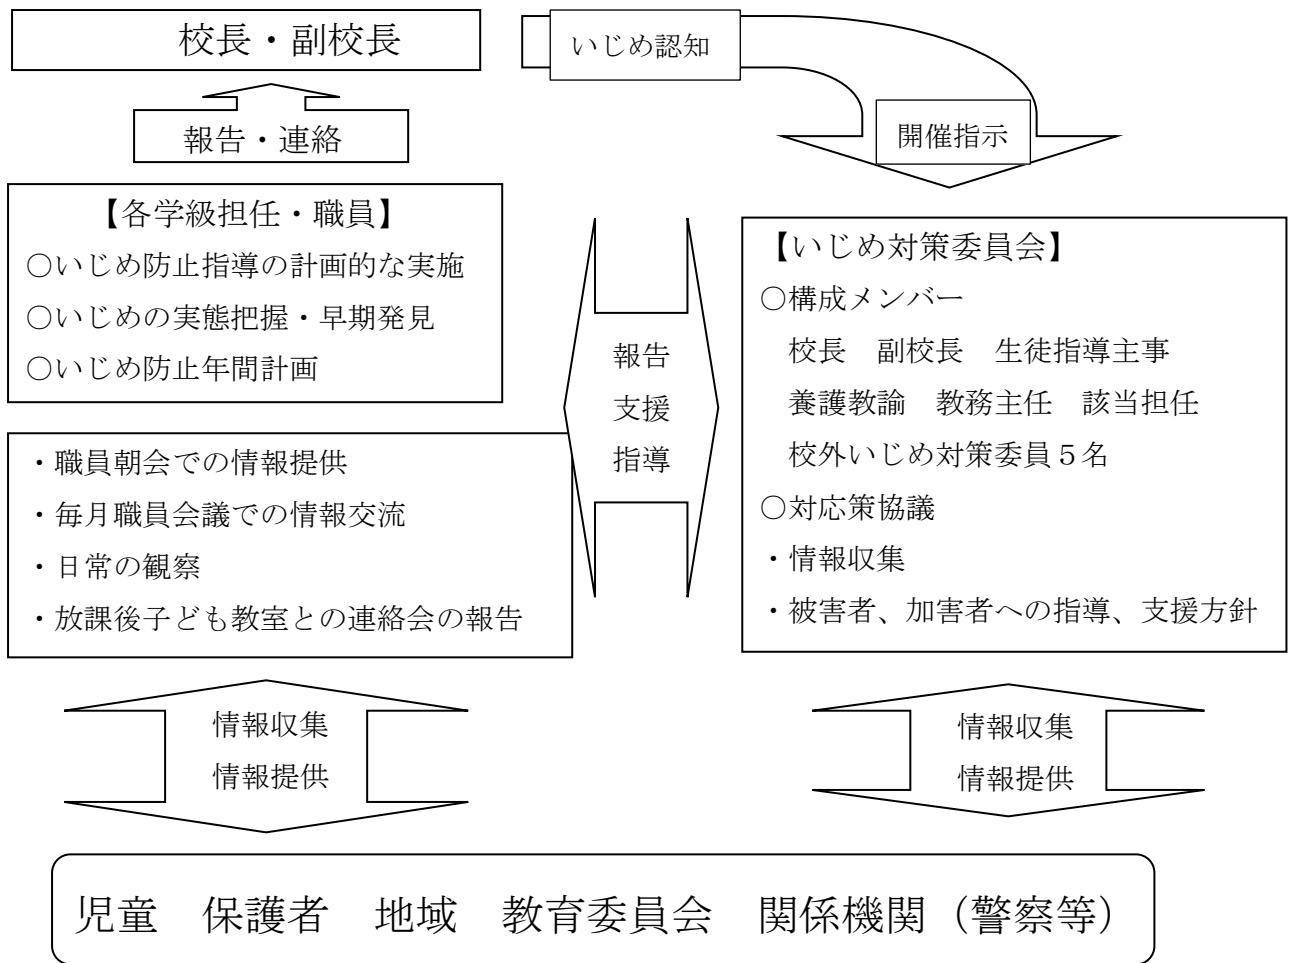 校長・副校長
いじめ認知
開催指示
報告・連絡
【各学級担任・職員】
○いじめ防止指導の計画的な実施
○いじめの実態把握・早期発見
○いじめ防止年間計画
・職員朝会での情報提供
・毎月職員会議での情報交流
・日常の観察
・放課後子ども教室との連絡会の報告
報告
支援
指導
【いじめ対策委員会】
○構成メンバー
校長　副校長　生徒指導主事
養護教諭　教務主任　該当担任
校外いじめ対策委員５名
○対応策協議
・情報収集
・被害者、加害者への指導、支援方針
情報収集
情報提供
情報収集
情報提供
児童　保護者　地域　教育委員会　関係機関（警察等）